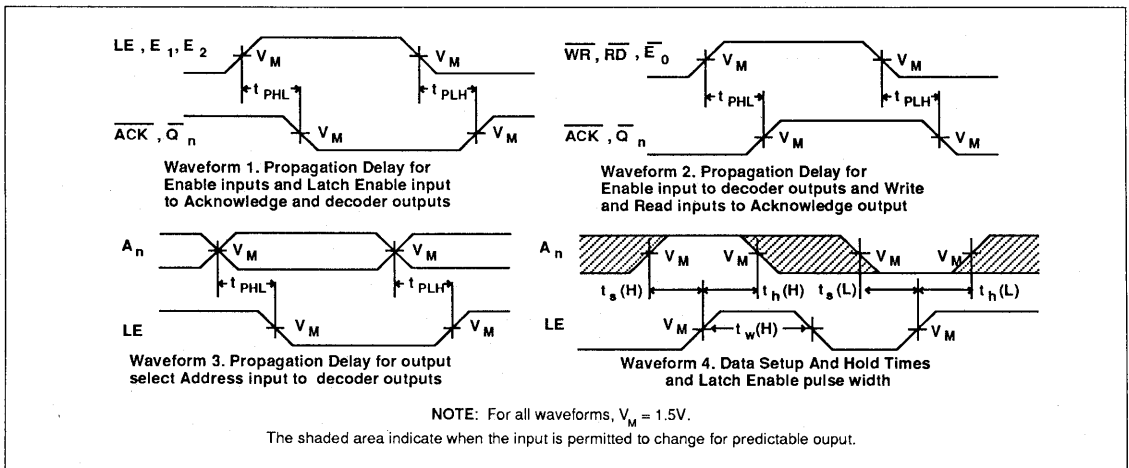 LE , E1, E2
VM
VM
tPHL
tPLH
ACK , Qn
VM
VM
Waveform 1. Propagation Delay for
Enable inputs and Latch Enable input
to Acknowledge and decoder outputs
WR, RD, E0
VM
VM
tPHL
tPLH
ACK , Qn
VM
VM
Waveform 2. Propagation Delay for
Enable input to decoder outputs and Write
and Read inputs to Acknowledge output
An
VM
VM
tPHL
tPLH
LE
VM
VM
Waveform 3. Propagation Delay for output
select Address input to decoder outputs
An
VM
VM
VM
VM
ts(H)
th(H)
ts(L)
th(L)
LE
VM
tw(H)
VM
Waveform 4. Data Setup And Hold Times
and Latch Enable pulse width
NOTE: For all waveforms, VM = 1.5V.
The shaded area indicate when the input is permitted to change for predictable ouput.